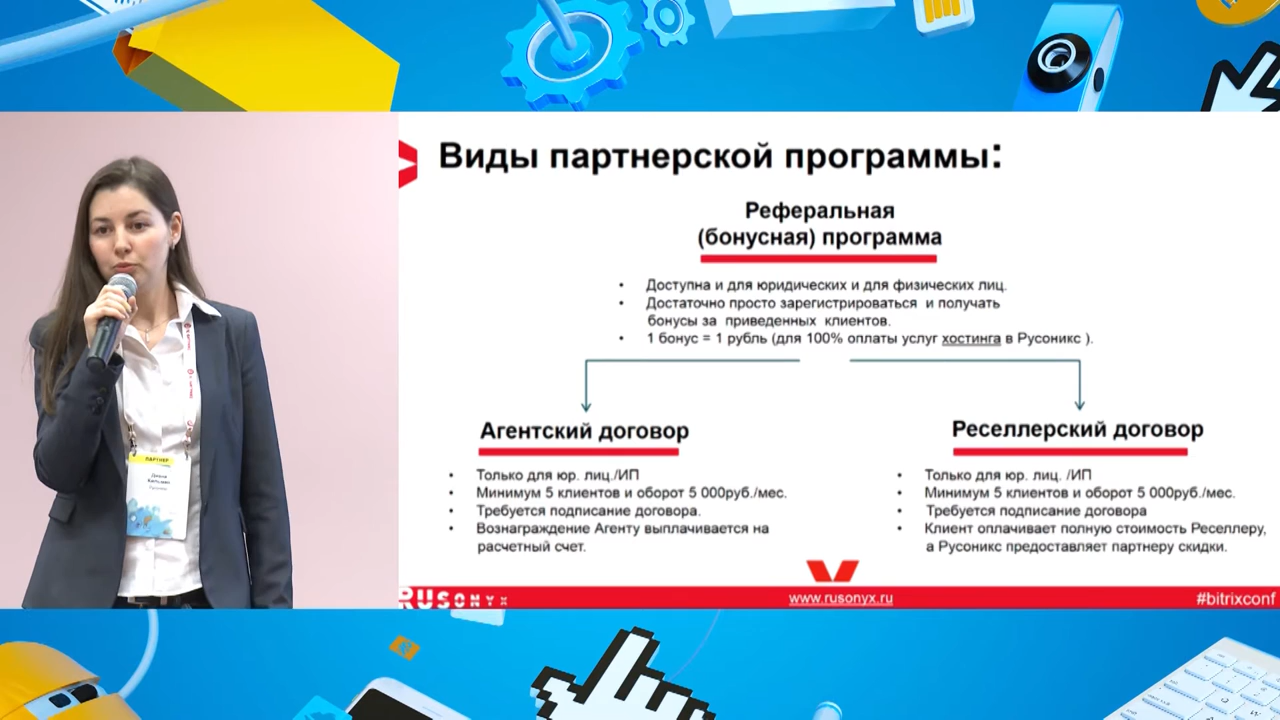 Виды партнерской программы:
Реферальная
(бонусная) программа
• Доступна и для юридических и для физических лиц.
• Достаточно просто зарегистрироваться и получать
бонусы за приведенных клиентов.
• 1 бонус = 1 рубль (для 100% оплаты услуг хостинга в Русоникс ).
Агентский договор
• Только для юр. лиц./ИП
• Минимум 5 клиентов и оборот 5 000руб./мес.
• Требуется подписание договора.
• Вознаграждение Агенту выплачивается на
расчетный счет.
Реселлерский договор
• Только для юр. лиц. /ИП
• Минимум 5 клиентов и оборот 5 000руб./мес.
• Требуется подписание договора
• Клиент оплачивает полную стоимость Реселлеру,
а Русоникс предоставляет партнеру скидки.
RUSONYX
www.rusonyx.ru
#bitrixconf
ПАРТНЕР